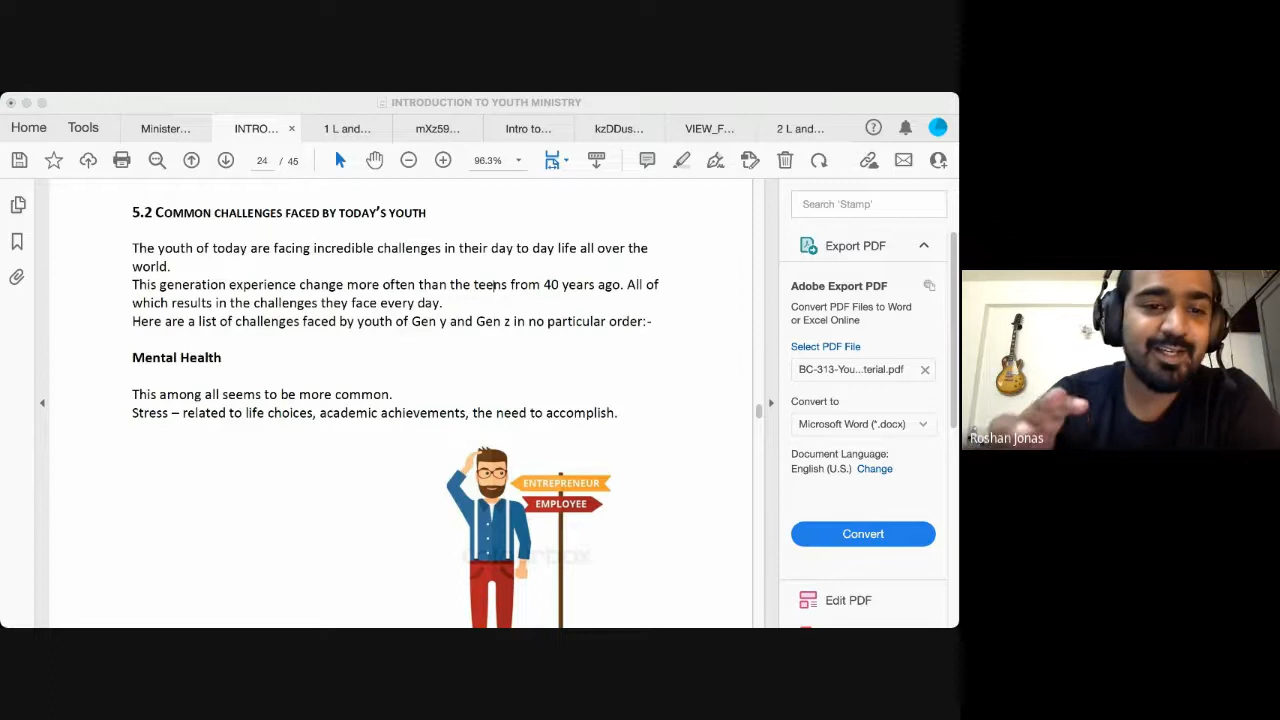 INTRODUCTION TO YOUTH MINISTRY
Home
Tools
Minister...
INTRO...
1 L and...
mXz59...
Intro to...
kzDDus...
VIEW_F...
2 L and...
24 / 45
96.3%
5.2 COMMON CHALLENGES FACED BY TODAY'S YOUTH
The youth of today are facing incredible challenges in their day to day life all over the
world.
This generation experience change more often than the teens from 40 years ago. All of
which results in the challenges they face every day.
Here are a list of challenges faced by youth of Gen y and Gen z in no particular order:-
Mental Health
This among all seems to be more common.
Stress – related to life choices, academic achievements, the need to accomplish.
ENTREPRENEUR
EMPLOYEE
Search 'Stamp'
Export PDF
Adobe Export PDF
Convert PDF Files to Word
or Excel Online
Select PDF File
BC-313-You...terial.pdf
Convert to
Microsoft Word (*.docx)
Document Language:
English (U.S.) Change
Convert
Edit PDF
Roshan Jonas